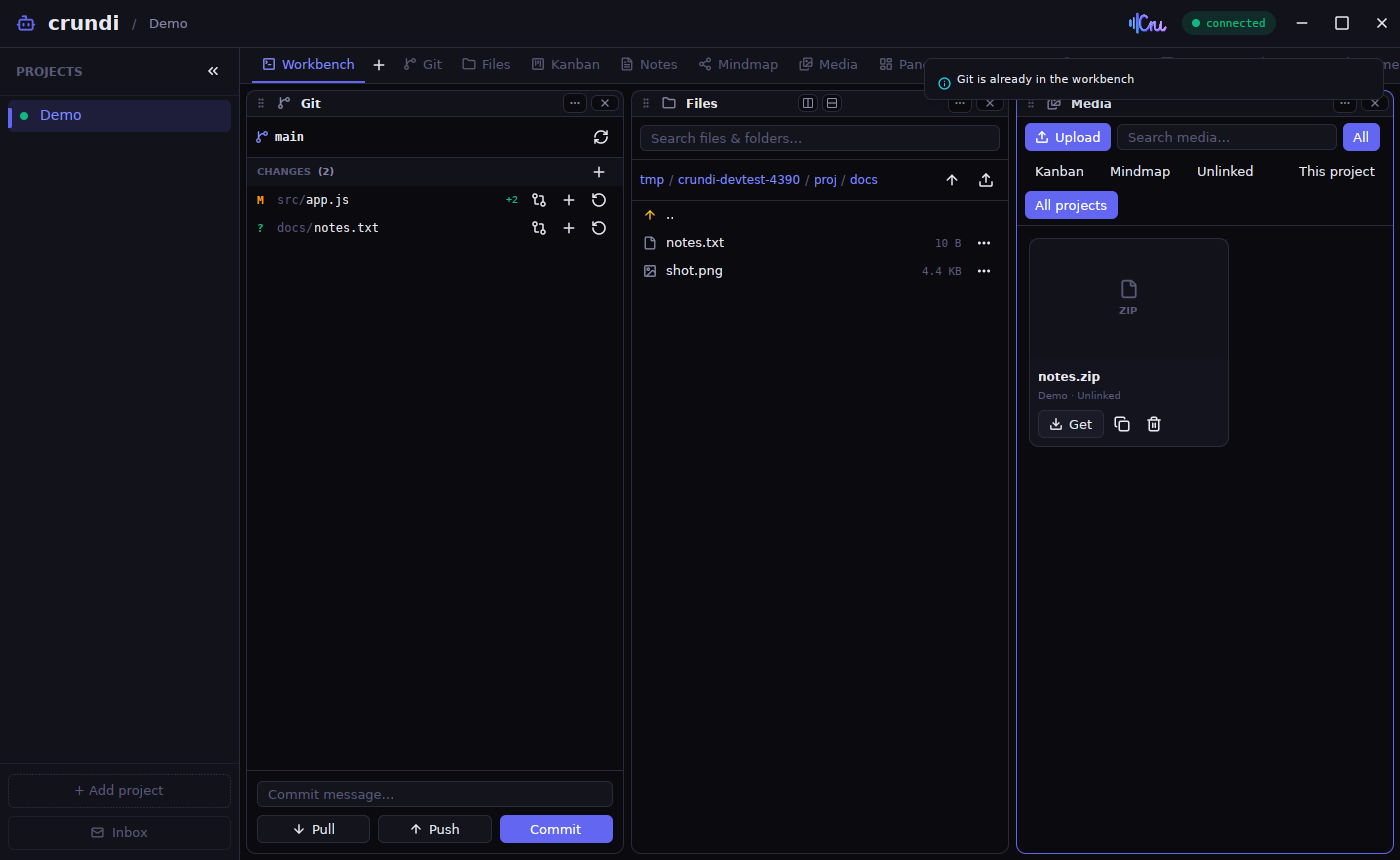 crundi / Demo
Cru
connected
PROJECTS
Demo
+ Add project
Inbox
Workbench
Git
Files
Kanban
Notes
Mindmap
Media
Git is already in the workbench
Git
main
CHANGES (2)
M src/app.js +2
? docs/notes.txt
Commit message...
Pull
Push
Commit
Files
Search files & folders...
tmp / crundi-devtest-4390 / proj / docs
..
notes.txt 10 B
shot.png 4.4 KB
Media
Upload
Search media...
All
Kanban
Mindmap
Unlinked
This project
All projects
ZIP
notes.zip
Demo · Unlinked
Get